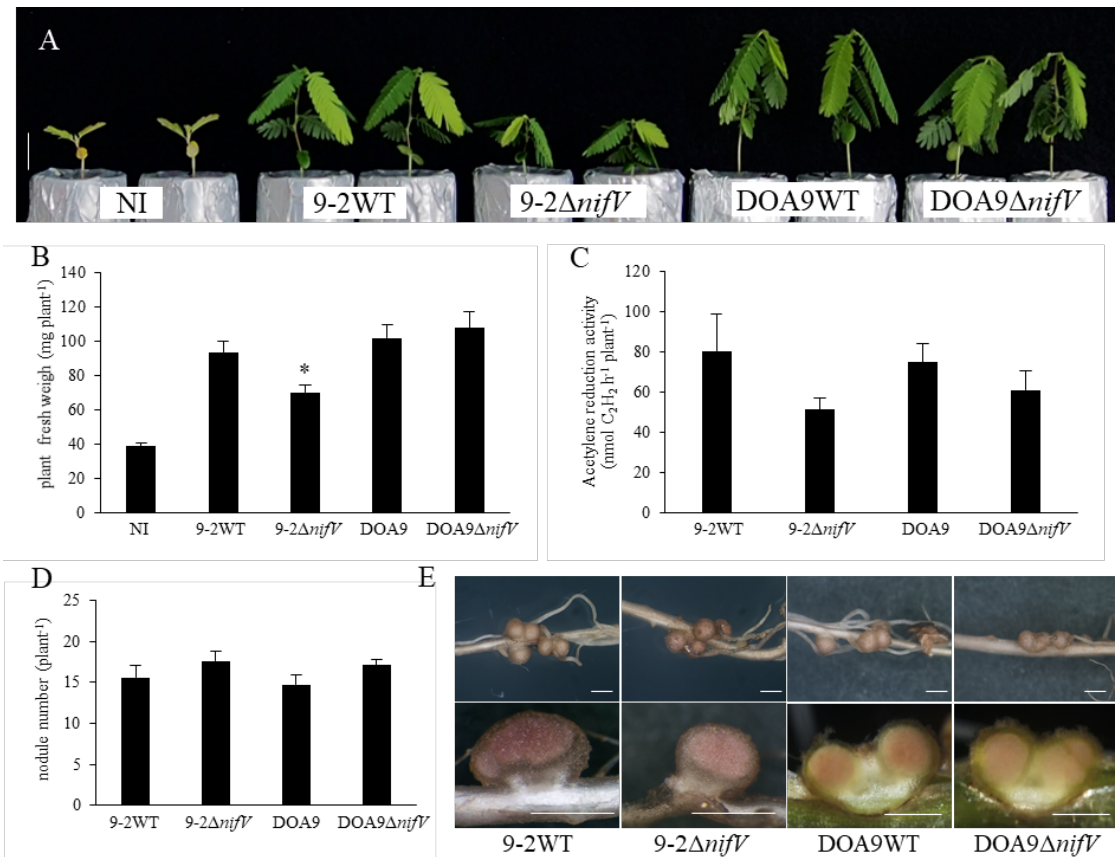 A
NI
9-2WT
9-2ΔnifV
DOA9WT
DOA9ΔnifV
B
plant fresh weigh (mg plant-1)
140
120
100
80
60
40
20
0
*
NI
9-2WT
9-2ΔnifV
DOA9
DOA9ΔnifV
C
Acetylene reduction activity
(nmol C2H2 h-1 plant-1)
120
100
80
60
40
20
0
9-2WT
9-2ΔnifV
DOA9
DOA9ΔnifV
D
nodule number (plant-1)
25
20
15
10
5
0
9-2WT
9-2ΔnifV
DOA9
DOA9ΔnifV
E
9-2WT
9-2ΔnifV
DOA9WT
DOA9ΔnifV